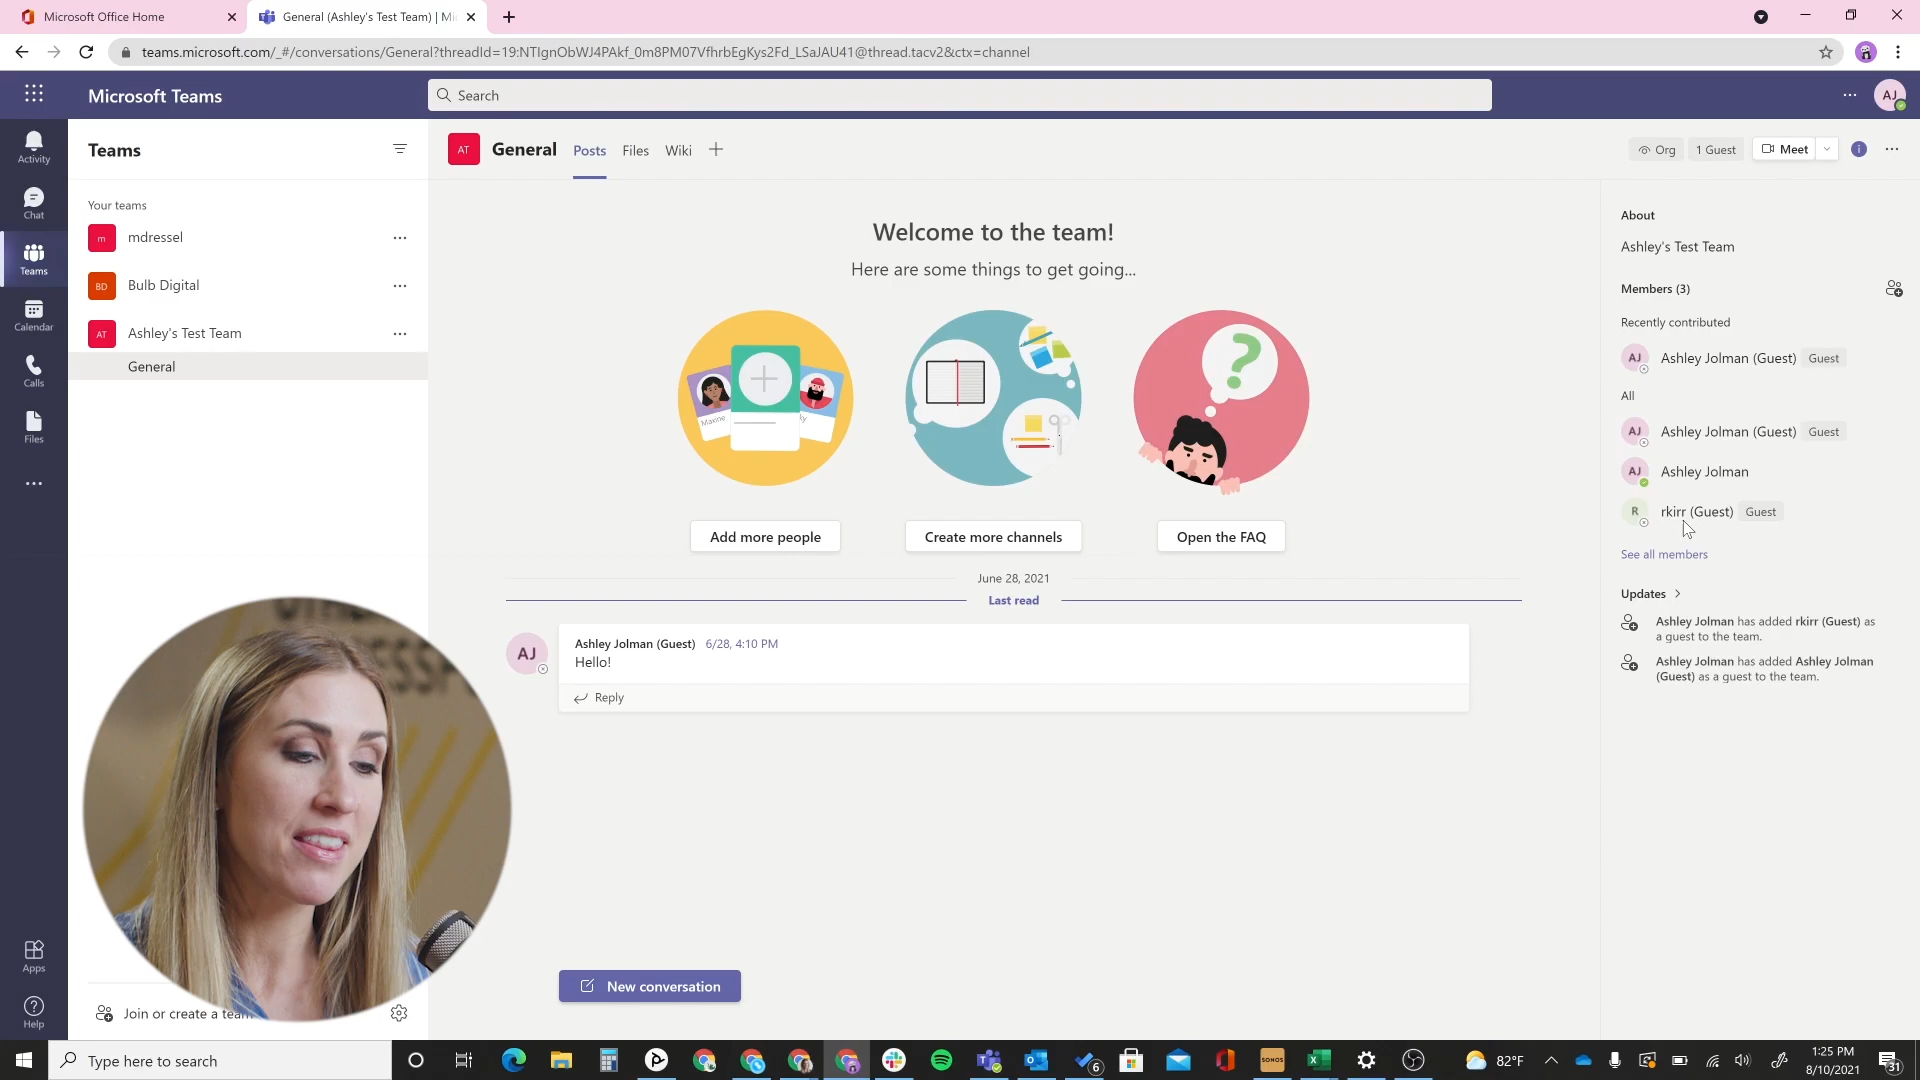 Microsoft Office Home
General (Ashley's Test Team) | Mi
teams.microsoft.com/_#/conversations/General?threadId=19:NTIgnObWJ4PAkf_0m8PM07VfhrbEgKys2Fd_LSaJAU41@thread.tacv2&ctx=channel
Microsoft Teams
Search
AJ
Activity
Chat
Teams
Calendar
Calls
Files
Apps
Help
Teams
Your teams
m mdressel
BD Bulb Digital
AT Ashley's Test Team
General
Join or create a team
AT General Posts Files Wiki
Org 1 Guest Meet
Welcome to the team!
Here are some things to get going...
Maxine
Add more people
Create more channels
Open the FAQ
June 28, 2021
Last read
AJ
Ashley Jolman (Guest) 6/28, 4:10 PM
Hello!
Reply
New conversation
About
Ashley's Test Team
Members (3)
Recently contributed
AJ Ashley Jolman (Guest) Guest
All
AJ Ashley Jolman (Guest) Guest
AJ Ashley Jolman
R rkirr (Guest) Guest
See all members
Updates
Ashley Jolman has added rkirr (Guest) as
a guest to the team.
Ashley Jolman has added Ashley Jolman
(Guest) as a guest to the team.
Type here to search
6
SONOS
82°F
1:25 PM
8/10/2021
31